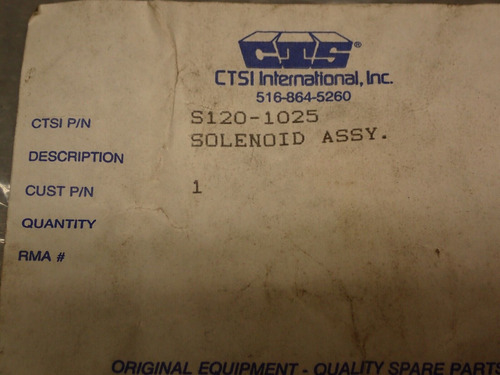 CTS®
CTSI International, Inc.
516-864-5260
CTSI P/N S120-1025
DESCRIPTION SOLENOID ASSY.
CUST P/N 1
QUANTITY
RMA #
ORIGINAL EQUIPMENT - QUALITY SPARE PARTS